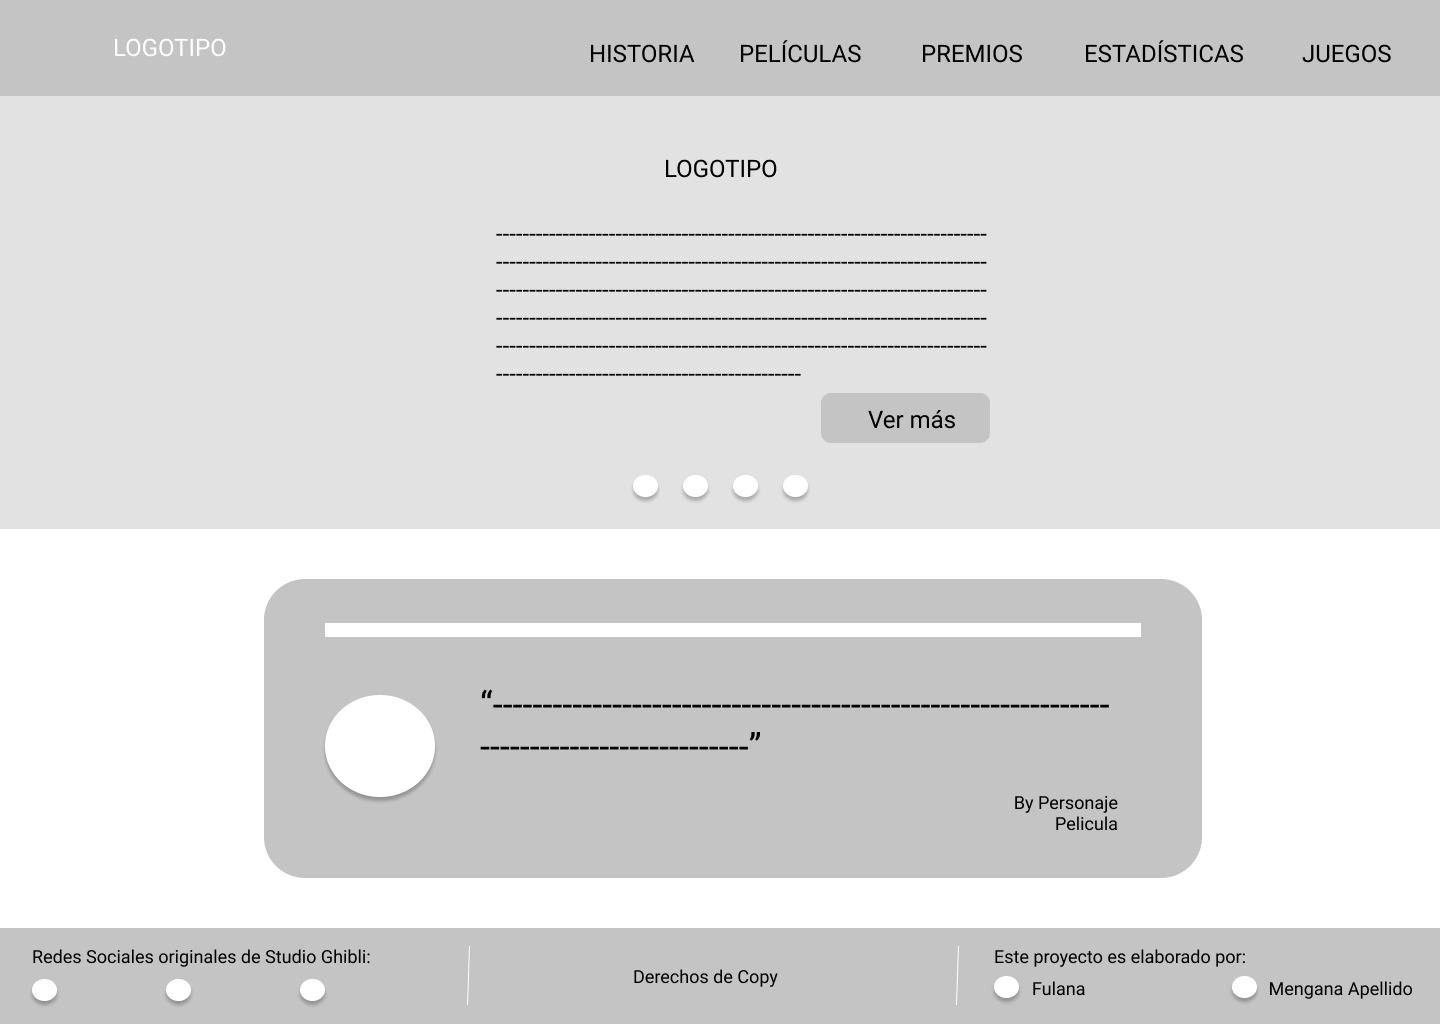 LOGOTIPO
HISTORIA PELÍCULAS PREMIOS ESTADÍSTICAS JUEGOS
LOGOTIPO
--------------------------------------------------------------------------
--------------------------------------------------------------------------
--------------------------------------------------------------------------
--------------------------------------------------------------------------
--------------------------------------------------------------------------
----------------------------------------------
Ver más
“--------------------------------------------------------------
---------------------------”
By Personaje
Pelicula
Redes Sociales originales de Studio Ghibli:
Derechos de Copy
Este proyecto es elaborado por:
Fulana Mengana Apellido